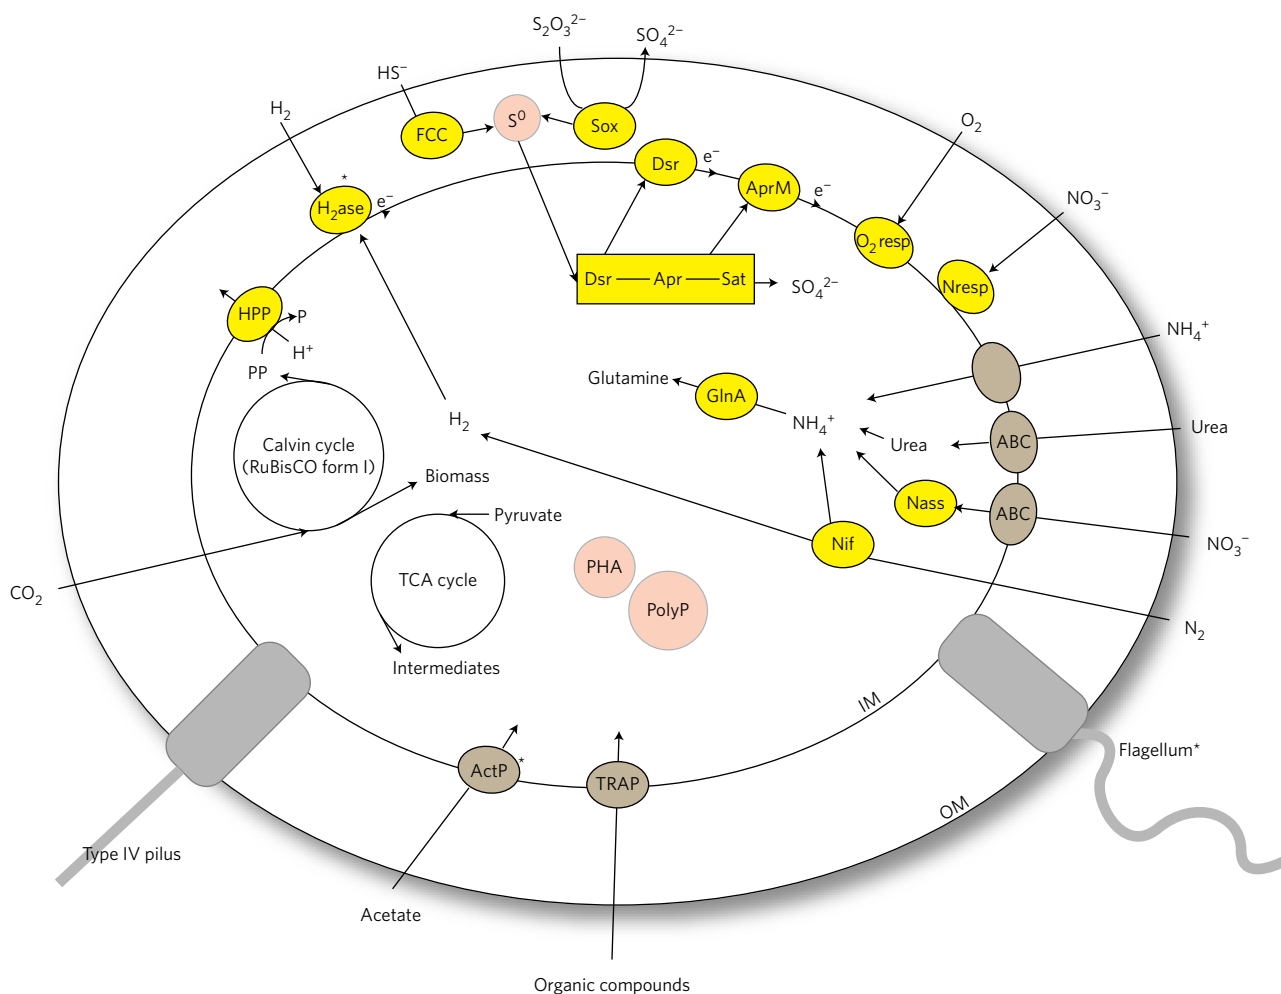 S₂O₃²⁻
SO₄²⁻
HS⁻
H₂
FCC
S⁰
Sox
O₂
Dsr
e⁻
AprM
e⁻
*
H₂ase
e⁻
NO₃⁻
O₂ resp
Nresp
Dsr — Apr — Sat
SO₄²⁻
HPP
P
H⁺
PP
NH₄⁺
Glutamine
GlnA
NH₄⁺
H₂
Urea
ABC
Urea
Calvin cycle
(RuBisCO form I)
Biomass
Pyruvate
Nass
ABC
NO₃⁻
Nif
TCA cycle
PHA
PolyP
CO₂
N₂
Intermediates
IM
OM
Flagellum*
ActP
*
TRAP
Type IV pilus
Acetate
Organic compounds